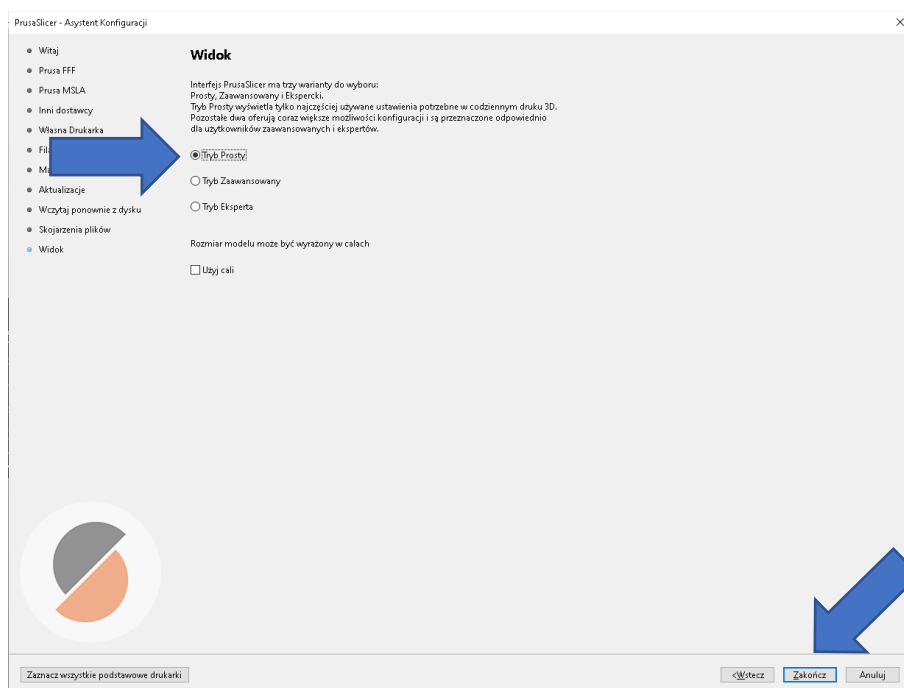 PrusaSlicer - Asystent Konfiguracji
Witaj
Prusa FFF
Prusa MSLA
Inni dostawcy
Własna Drukarka
Aktualizacje
Wczytaj ponownie z dysku
Skojarzenia plików
Widok
Widok
Interfejs PrusaSlicer ma trzy warianty do wyboru:
Prosty, Zaawansowany i Ekspercki.
Tryb Prosty wyświetla tylko najczęściej używane ustawienia potrzebne w codziennym druku 3D.
Pozostałe dwa oferują coraz większe możliwości konfiguracji i są przeznaczone odpowiednio
dla użytkowników zaawansowanych i ekspertów.
Tryb Prosty
Tryb Zaawansowany
Tryb Eksperta
Rozmiar modelu może być wyrażony w calach
Użyj cali
Zaznacz wszystkie podstawowe drukarki
<Wstecz
Zakończ
Anuluj